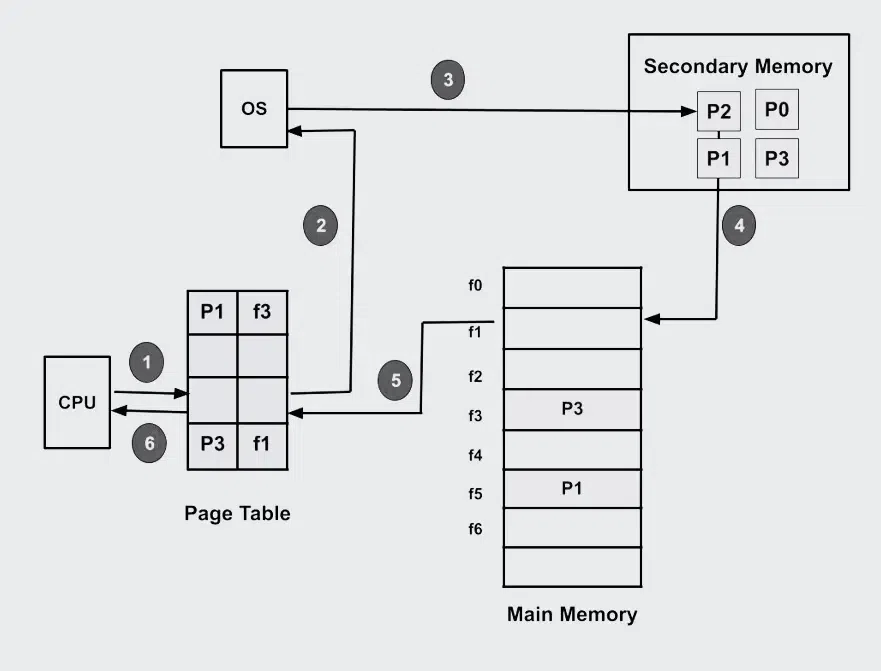 3
Secondary Memory
OS
P2 P0
P1 P3
2
4
f0
P1 f3
f1
1
5
f2
CPU
f3 P3
6
P3 f1
f4
f5 P1
Page Table
f6
Main Memory